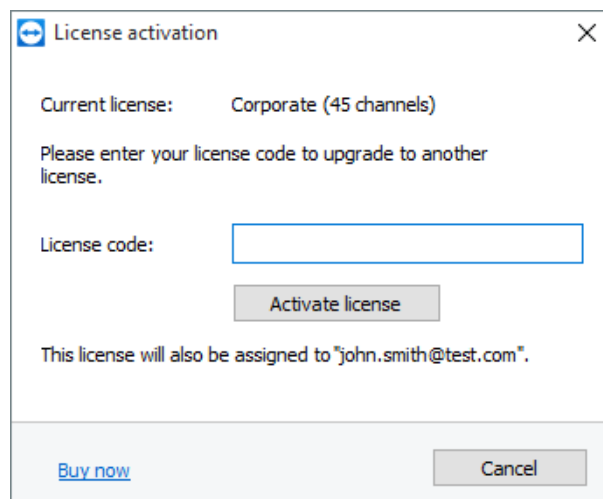 License activation
Current license: Corporate (45 channels)
Please enter your license code to upgrade to another
license.
License code:
Activate license
This license will also be assigned to "john.smith@test.com".
Buy now Cancel